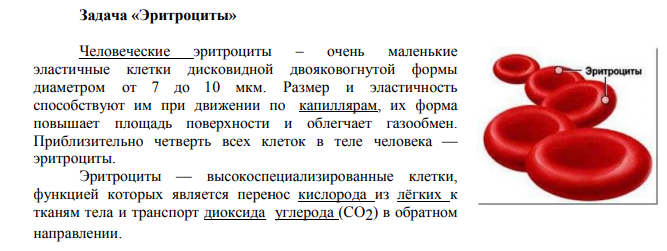 Задача «Эритроциты»
Человеческие эритроциты – очень маленькие
эластичные клетки дисковидной двояковогнутой формы
диаметром от 7 до 10 мкм. Размер и эластичность
способствуют им при движении по капиллярам, их форма
повышает площадь поверхности и облегчает газообмен.
Приблизительно четверть всех клеток в теле человека —
эритроциты.
Эритроциты — высокоспециализированные клетки,
функцией которых является перенос кислорода из лёгких к
тканям тела и транспорт диоксида углерода (CO2) в обратном
направлении.
Эритроциты